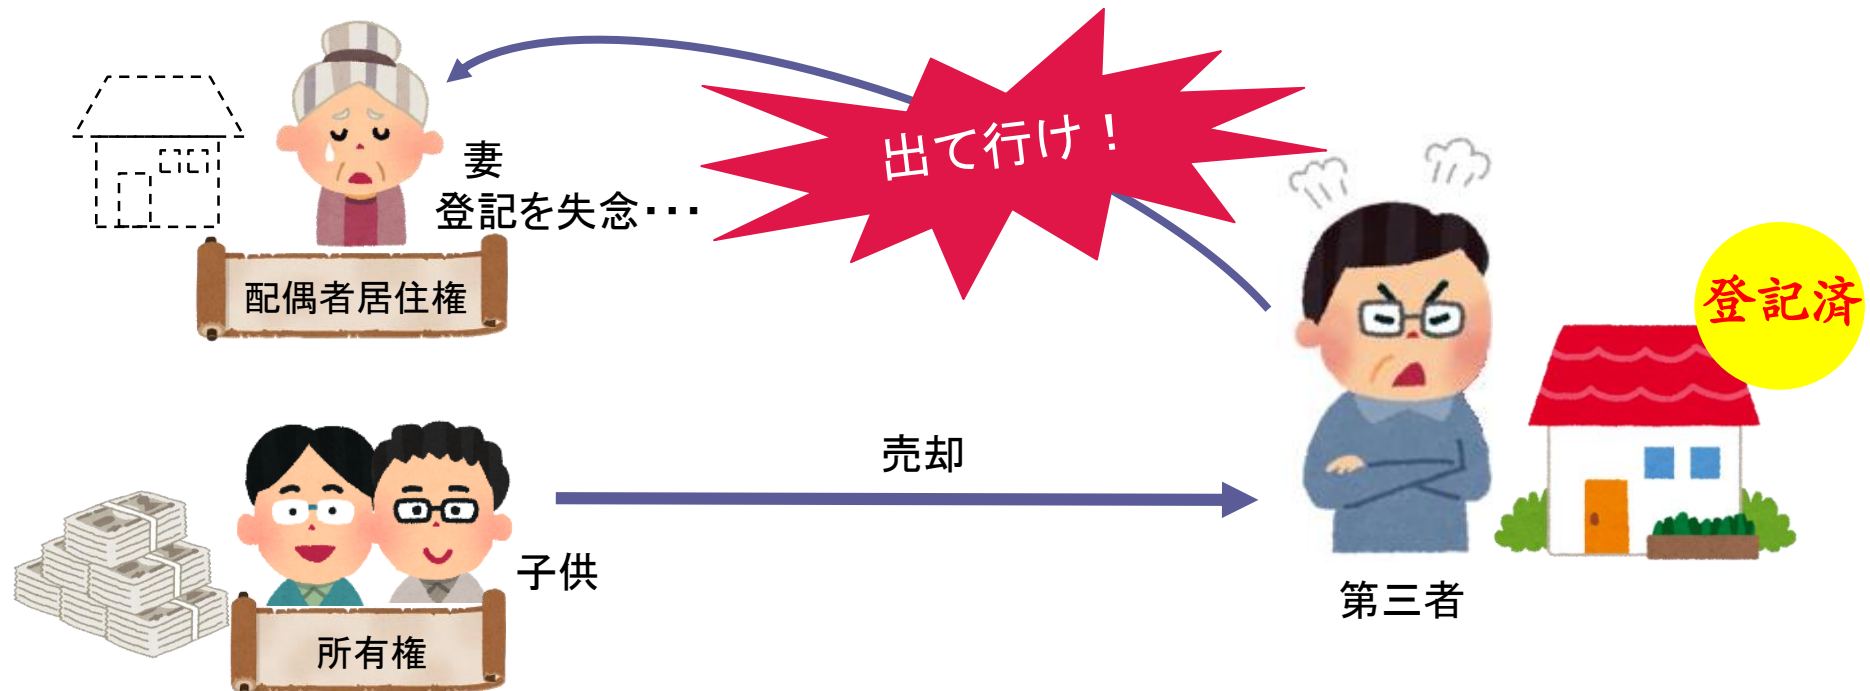 出て行け！
妻
登記を失念・・・
配偶者居住権
登記済
売却
子供
第三者
所有権